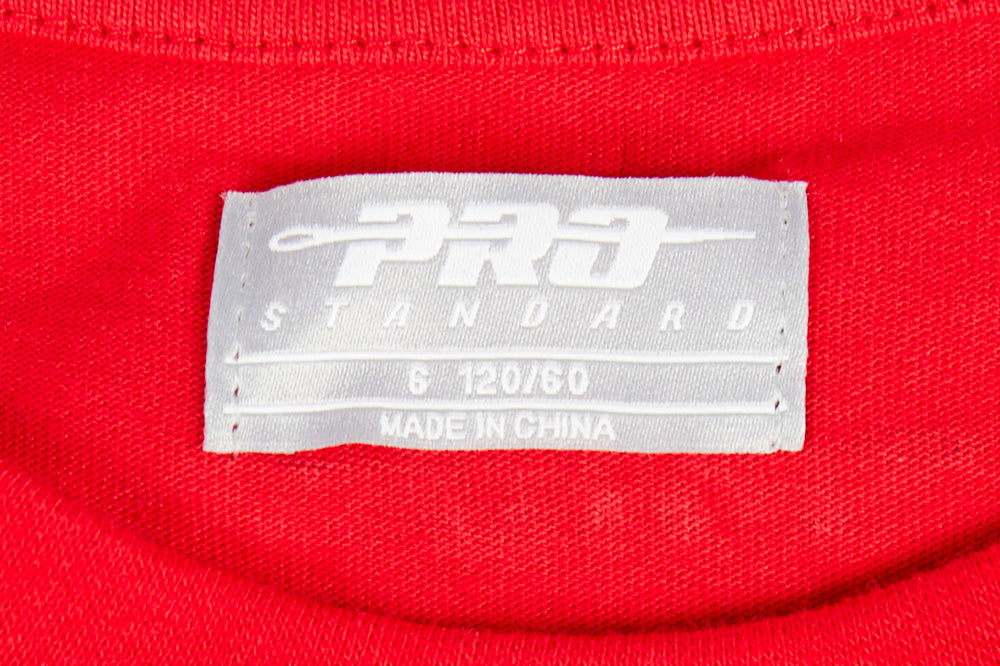 PRO
STANDARD
6 120/60
MADE IN CHINA